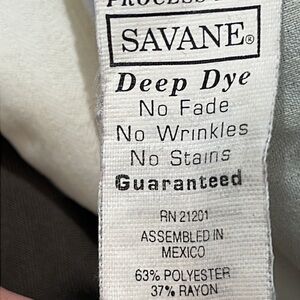 SAVANE®
Deep Dye
No Fade
No Wrinkles
No Stains
Guaranteed
RN 21201
ASSEMBLED IN
MEXICO
63% POLYESTER
37% RAYON